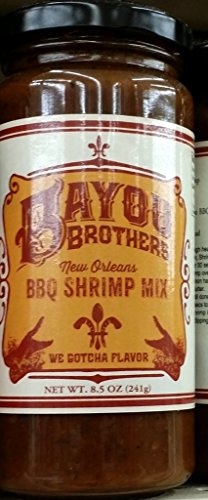 BAYOU
BROTHERS
New Orleans
BBQ SHRIMP MIX
WE GOTCHA FLAVOR
NET WT. 8.5 OZ (241g)